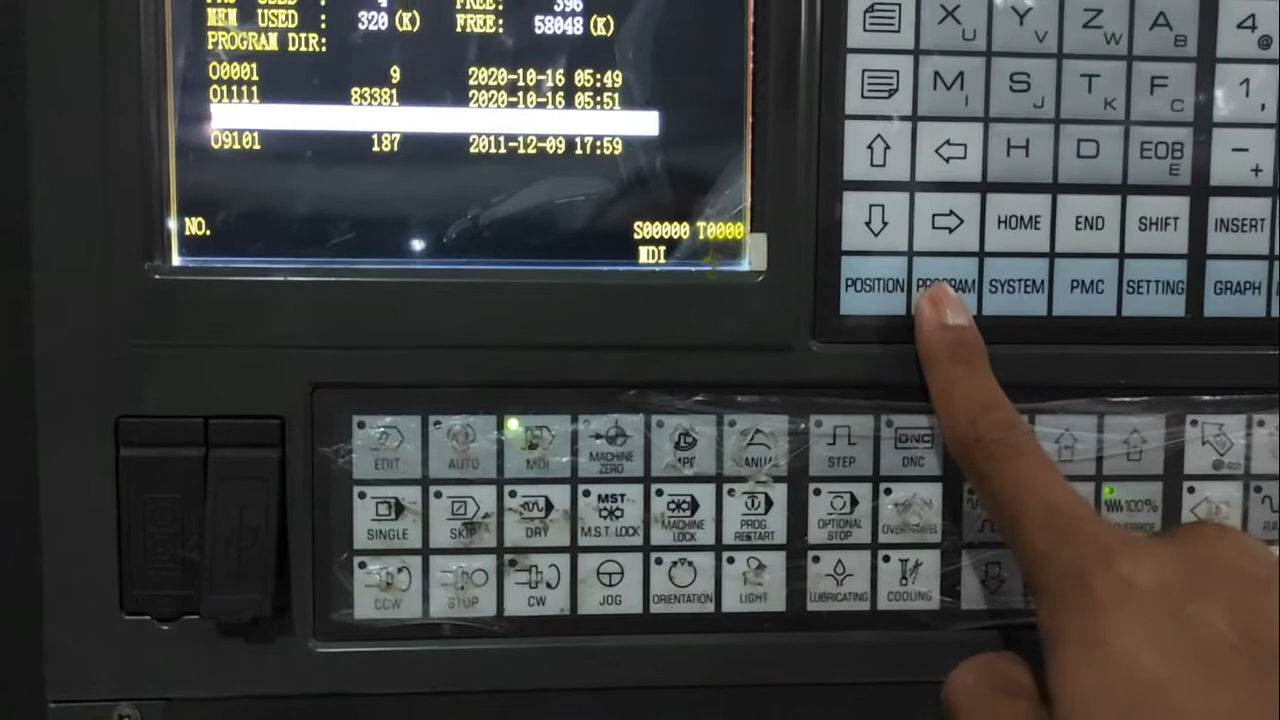 MEM USED : 320 (K) FREE: 58048 (K)
PROGRAM DIR:
O0001 9 2020-10-16 05:49
O1111 83381 2020-10-16 05:51
O9101 187 2011-12-09 17:59
NO. S00000 T0000
MDI
X U Y V Z W A B 4 @
M I S J T K F C 1 ,
H D EOB E - +
HOME END SHIFT INSERT
POSITION PROGRAM SYSTEM PMC SETTING GRAPH
EDIT AUTO MDI MACHINE ZERO STEP DNC
SINGLE SKIP DRY MST M.S.T. LOCK MACHINE LOCK PROG. RESTART OPTIONAL STOP 100%
CCW STOP CW JOG ORIENTATION LIGHT LUBRICATING COOLING